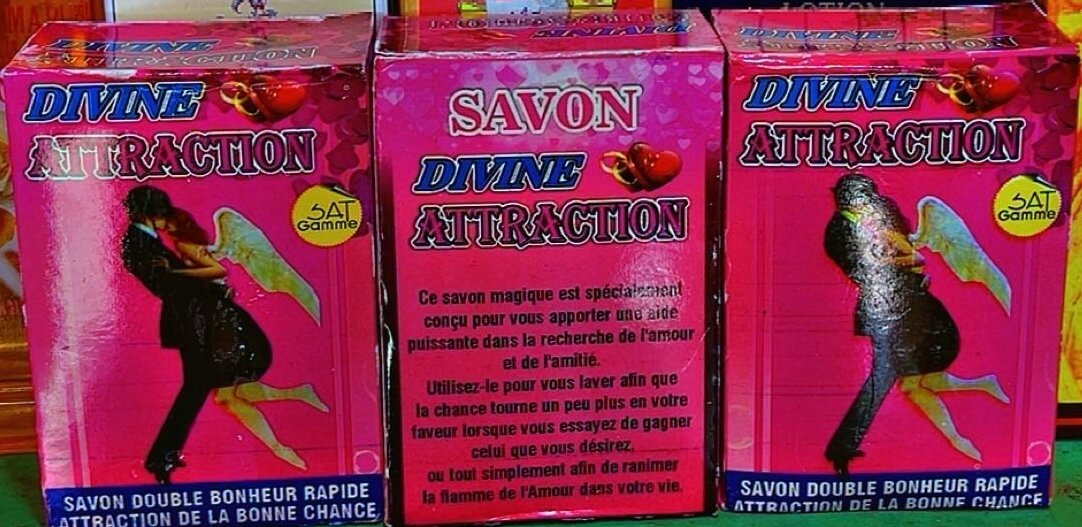 LOTION
DIVINE
ATTRACTION
SAT
Gamme
SAVON DOUBLE BONHEUR RAPIDE
ATTRACTION DE LA BONNE CHANCE
DIVINE
SAVON
DIVINE
ATTRACTION
Ce savon magique est spécialement
conçu pour vous apporter une aide
puissante dans la recherche de l'amour
et de l'amitié.
Utilisez-le pour vous laver afin que
la chance tourne un peu plus en votre
faveur lorsque vous essayez de gagner
celui que vous désirez,
ou tout simplement afin de ranimer
la flamme de l'Amour dans votre vie.
DIVINE
ATTRACTION
DIVINE
ATTRACTION
SAT
Gamme
SAVON DOUBLE BONHEUR RAPIDE
ATTRACTION DE LA BONNE CHANCE